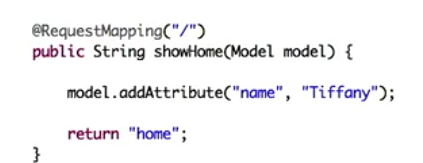 @RequestMapping("/")
public String showHome(Model model) {
model.addAttribute("name", "Tiffany");
return "home";
}